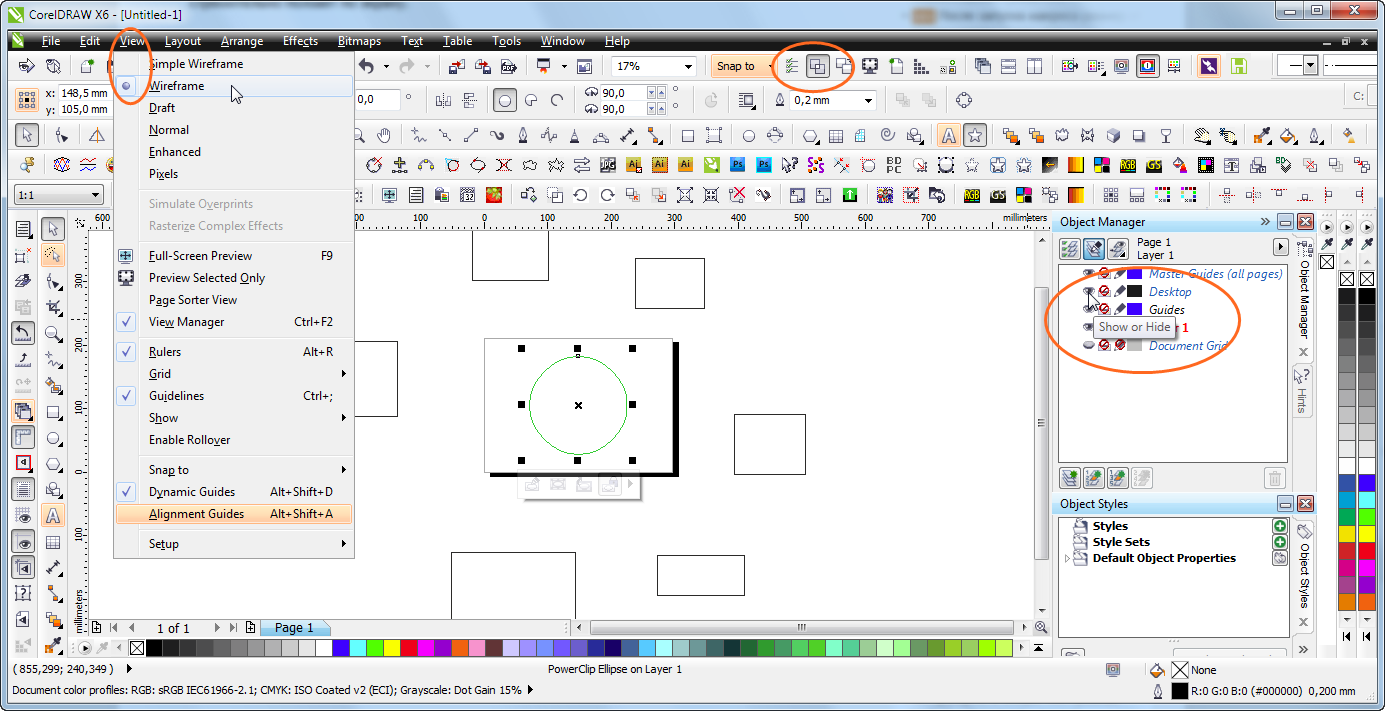 CorelDRAW X6 - [Untitled-1]
File Edit View Layout Arrange Effects Bitmaps Text Table Tools Window Help
17% Snap to
x: 148,5 mm
y: 105,0 mm
0,0 °
90,0 °
90,0
0,2 mm
C:
1:1
Simple Wireframe
Wireframe
Draft
Normal
Enhanced
Pixels
Simulate Overprints
Rasterize Complex Effects
Full-Screen Preview F9
Preview Selected Only
Page Sorter View
View Manager Ctrl+F2
Rulers Alt+R
Grid
Guidelines Ctrl+;
Show
Enable Rollover
Snap to
Dynamic Guides Alt+Shift+D
Alignment Guides Alt+Shift+A
Setup
600 100 0 100 200 300 400 500 600 700 millimeters
300
200
100
0
100
millimeters
Object Manager
Page 1
Layer 1
Master Guides (all pages)
Desktop
Guides
Show or Hide
r 1
Document Grid
Object Manager
Hints
Object Styles
Styles
Style Sets
Default Object Properties
Object Styles
1 of 1 Page 1
( 855,299; 240,349 ) PowerClip Ellipse on Layer 1 None
Document color profiles: RGB: sRGB IEC61966-2.1; CMYK: ISO Coated v2 (ECI); Grayscale: Dot Gain 15% R:0 G:0 B:0 (#000000) 0,200 mm